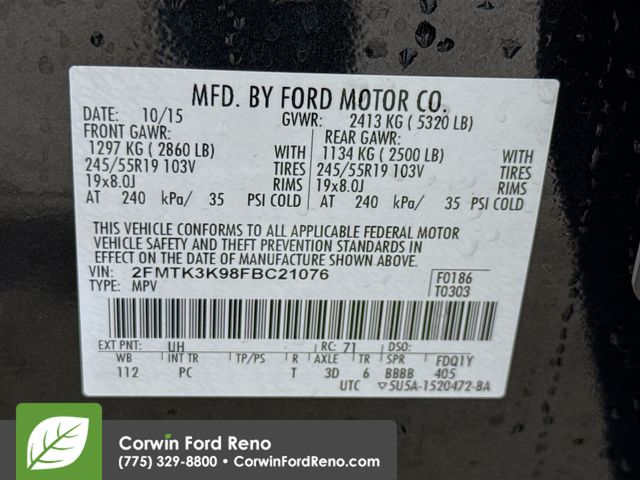 MFD. BY FORD MOTOR CO.
DATE: 10/15 GVWR: 2413 KG ( 5320 LB)
FRONT GAWR: REAR GAWR:
1297 KG ( 2860 LB) WITH 1134 KG ( 2500 LB) WITH
245/55R19 103V TIRES 245/55R19 103V TIRES
19x8.0J RIMS 19x8.0J RIMS
AT 240 kPa/ 35 PSI COLD AT 240 kPa/ 35 PSI COLD
THIS VEHICLE CONFORMS TO ALL APPLICABLE FEDERAL MOTOR
VEHICLE SAFETY AND THEFT PREVENTION STANDARDS IN
EFFECT ON THE DATE OF MANUFACTURE SHOWN ABOVE.
VIN: 2FMTK3K98FBC21076 F0186
TYPE: MPV T0303
EXT PNT: UH RC: 71 DSO:
WB INT TR TP/PS R AXLE TR SPR FDQ1Y
112 PC T 3D 6 BBBB 405
UTC 5U5A-1520472-BA
Corwin Ford Reno
(775) 329-8800 • CorwinFordReno.com